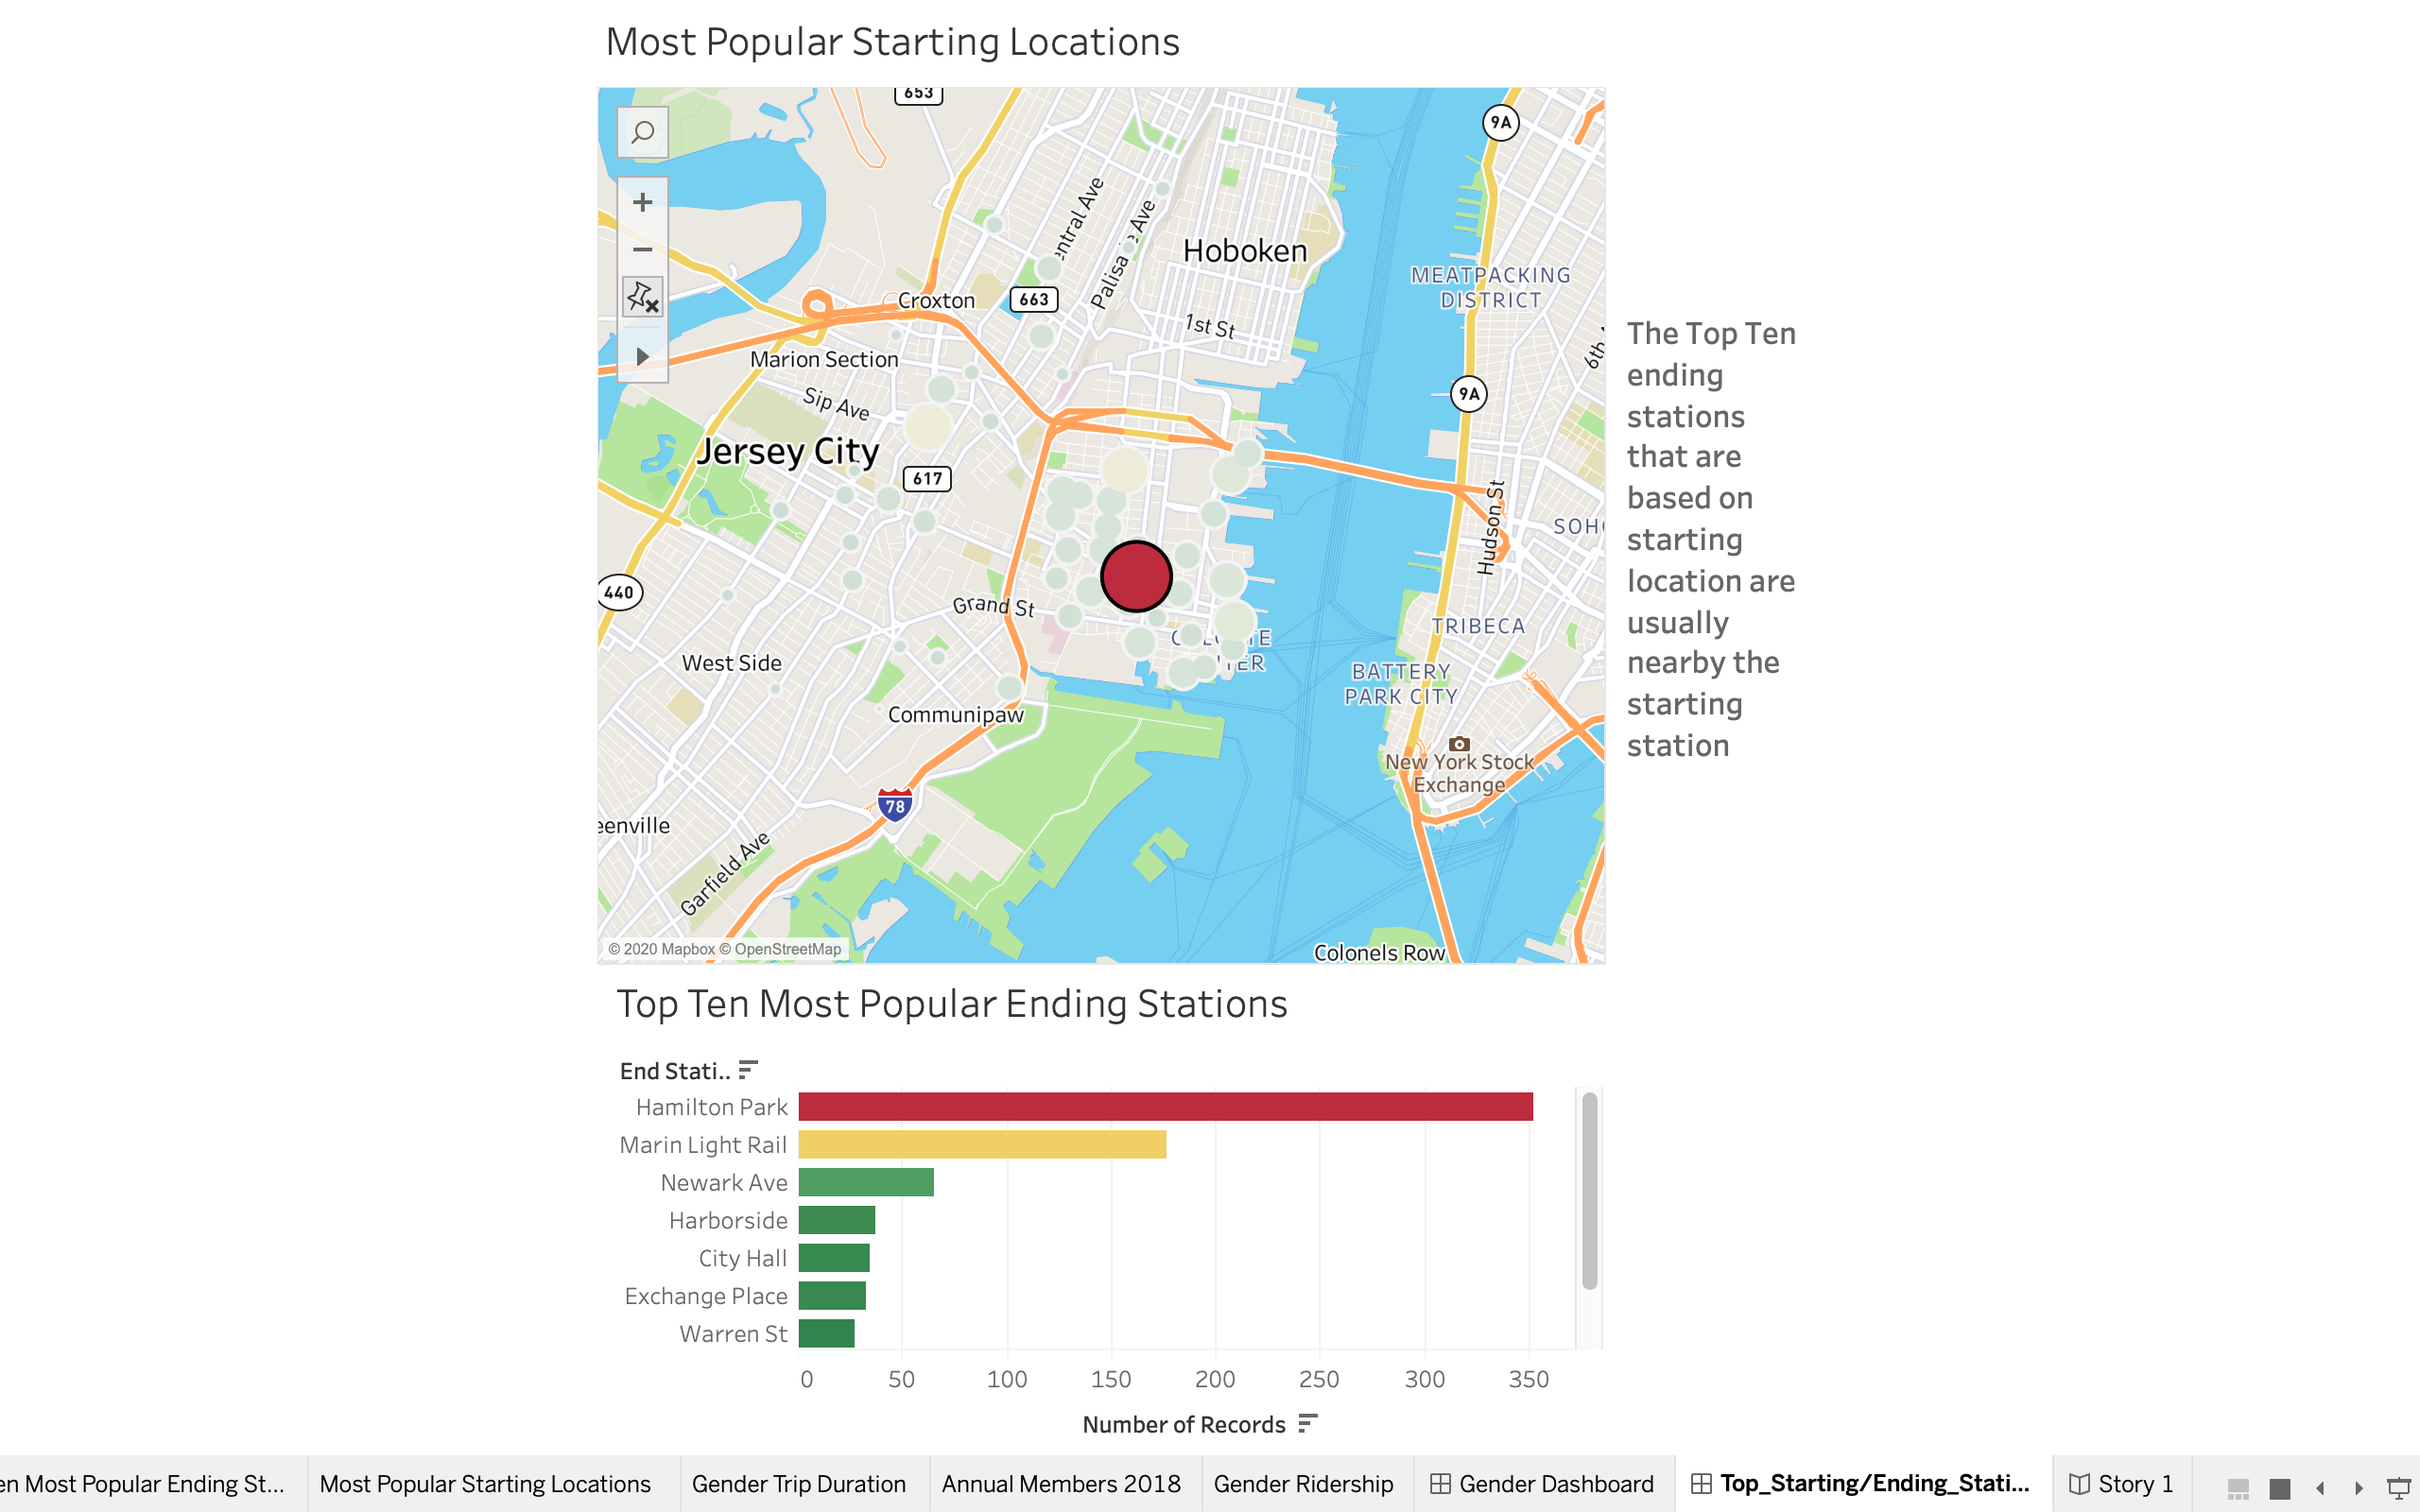 Most Popular Starting Locations
653
9A
Central Ave
Hoboken
MEATPACKING
DISTRICT
Croxton
663
1st St
6th
Marion Section
Sip Ave
9A
Jersey City
617
Hudson St
440
Grand St
TRIBECA
West Side
BATTERY
PARK CITY
Communipaw
New York Stock
Exchange
78
eenville
Garfield Ave
© 2020 Mapbox © OpenStreetMap
Colonels Row
The Top Ten
ending
stations
that are
based on
starting
location are
usually
nearby the
starting
station
Top Ten Most Popular Ending Stations
End Stati..
Hamilton Park
Marin Light Rail
Newark Ave
Harborside
City Hall
Exchange Place
Warren St
0 50 100 150 200 250 300 350
Number of Records
en Most Popular Ending St... Most Popular Starting Locations Gender Trip Duration Annual Members 2018 Gender Ridership Gender Dashboard Top_Starting/Ending_Stati... Story 1